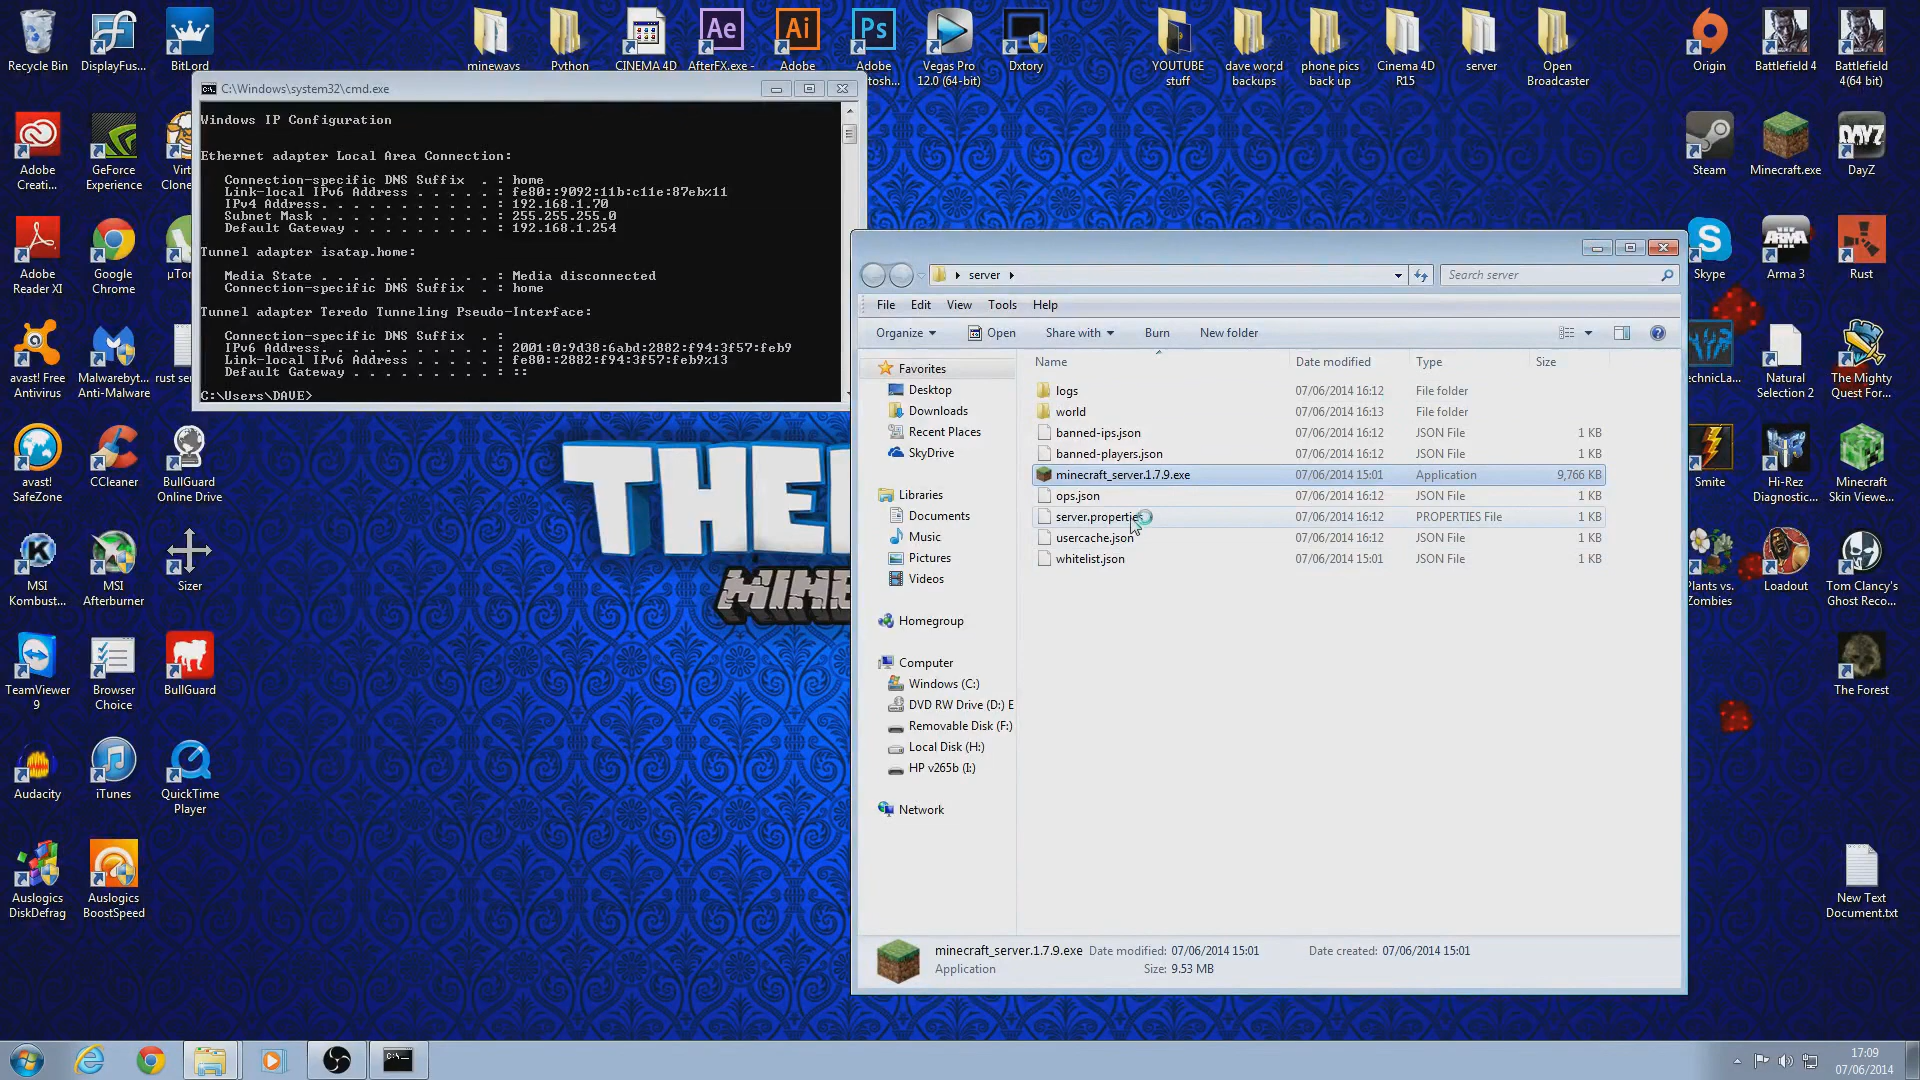 Recycle Bin
DisplayFus...
BitLord
mineways
Python
CINEMA 4D
AfterFX.exe -
Adobe
Adobe
otosh...
Vegas Pro
12.0 (64-bit)
Dxtory
YOUTUBE
stuff
dave wor;d
backups
phone pics
back up
Cinema 4D
R15
server
Open
Broadcaster
Origin
Battlefield 4
Battlefield
4(64 bit)
C:\Windows\system32\cmd.exe
Windows IP Configuration
Ethernet adapter Local Area Connection:
Connection-specific DNS Suffix . : home
Link-local IPv6 Address . . . . . : fe80::9092:11b:c11e:87eb%11
IPv4 Address. . . . . . . . . . . : 192.168.1.70
Subnet Mask . . . . . . . . . . . : 255.255.255.0
Default Gateway . . . . . . . . . : 192.168.1.254
Tunnel adapter isatap.home:
Media State . . . . . . . . . . . : Media disconnected
Connection-specific DNS Suffix . : home
Tunnel adapter Teredo Tunneling Pseudo-Interface:
Connection-specific DNS Suffix . :
IPv6 Address. . . . . . . . . . . : 2001:0:9d38:6abd:2882:f94:3f57:feb9
Link-local IPv6 Address . . . . . : fe80::2882:f94:3f57:feb9%13
Default Gateway . . . . . . . . . : ::
C:\Users\DAVE>
Adobe
Creati...
GeForce
Experience
Virt
Clone
Adobe
Reader XI
Google
Chrome
µTor
avast! Free
Antivirus
Malwarebyt...
Anti-Malware
rust ser
avast!
SafeZone
CCleaner
BullGuard
Online Drive
MSI
Kombust...
MSI
Afterburner
Sizer
TeamViewer
9
Browser
Choice
BullGuard
Audacity
iTunes
QuickTime
Player
Auslogics
DiskDefrag
Auslogics
BoostSpeed
THE
MINE
server
Search server
File
Edit
View
Tools
Help
Organize
Open
Share with
Burn
New folder
Favorites
Desktop
Downloads
Recent Places
SkyDrive
Libraries
Documents
Music
Pictures
Videos
Homegroup
Computer
Windows (C:)
DVD RW Drive (D:) E
Removable Disk (F:)
Local Disk (H:)
HP v265b (I:)
Network
Name Date modified Type Size
logs 07/06/2014 16:12 File folder
world 07/06/2014 16:13 File folder
banned-ips.json 07/06/2014 16:12 JSON File 1 KB
banned-players.json 07/06/2014 16:12 JSON File 1 KB
minecraft_server.1.7.9.exe 07/06/2014 15:01 Application 9,766 KB
ops.json 07/06/2014 16:12 JSON File 1 KB
server.properties 07/06/2014 16:12 PROPERTIES File 1 KB
usercache.json 07/06/2014 16:12 JSON File 1 KB
whitelist.json 07/06/2014 15:01 JSON File 1 KB
minecraft_server.1.7.9.exe Date modified: 07/06/2014 15:01 Date created: 07/06/2014 15:01
Application Size: 9.53 MB
Steam
Minecraft.exe
DayZ
DAYZ
Skype
Arma 3
ARMA
Rust
echnicLa...
Natural
Selection 2
The Mighty
Quest For...
Smite
Hi-Rez
Diagnostic...
Minecraft
Skin Viewe...
Plants vs.
Zombies
Loadout
Tom Clancy's
Ghost Reco...
The Forest
New Text
Document.txt
17:09
07/06/2014